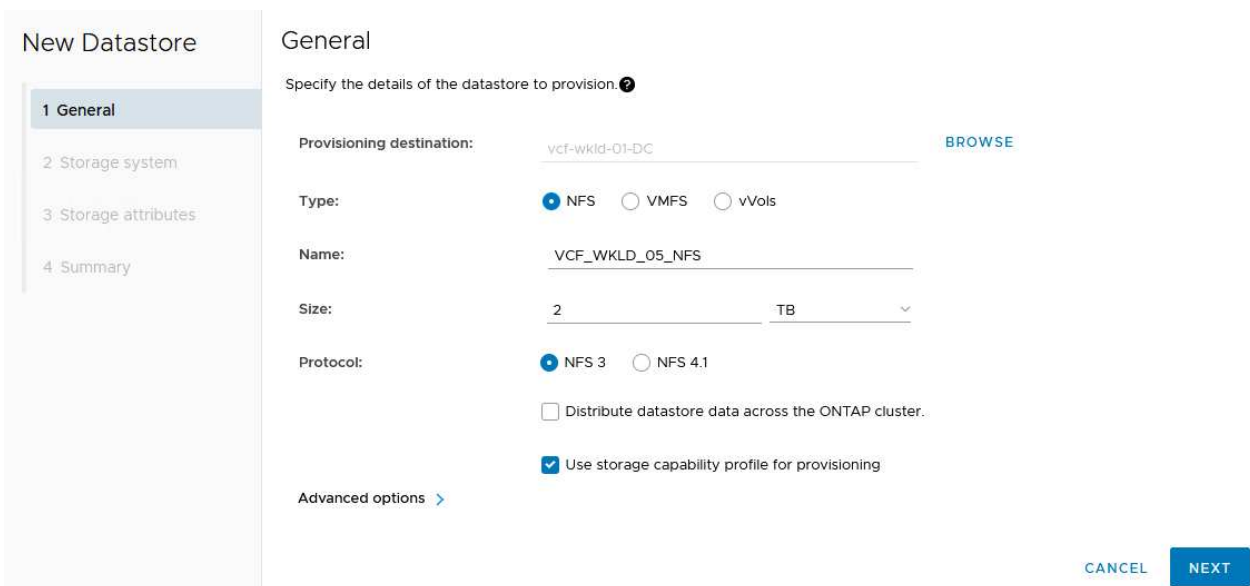 New Datastore
1 General
2 Storage system
3 Storage attributes
4 Summary
General
Specify the details of the datastore to provision.?
Provisioning destination: vcf-wkld-01-DC BROWSE
Type: NFS VMFS vVols
Name: VCF_WKLD_05_NFS
Size: 2 TB
Protocol: NFS 3 NFS 4.1
Distribute datastore data across the ONTAP cluster.
Use storage capability profile for provisioning
Advanced options >
CANCEL NEXT